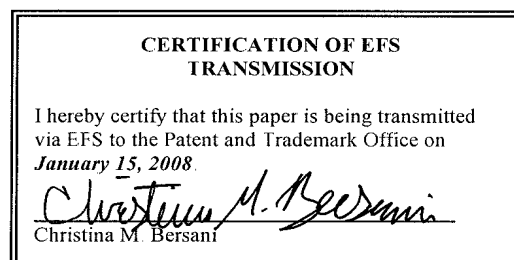 CERTIFICATION OF EFS
TRANSMISSION
I hereby certify that this paper is being transmitted
via EFS to the Patent and Trademark Office on
January 15, 2008.
Christina M. Bersani
Christina M. Bersani